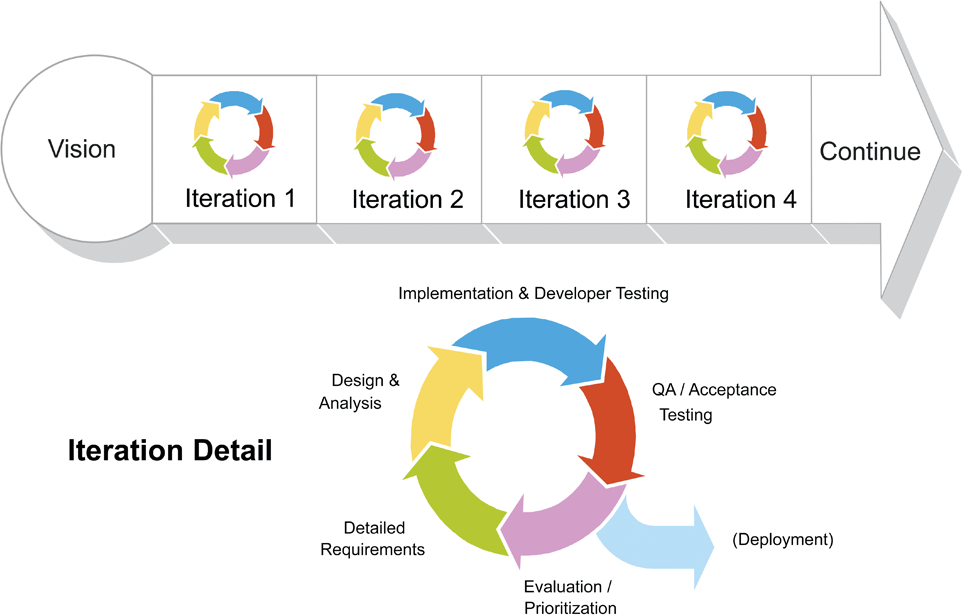 Vision
Iteration 1
Iteration 2
Iteration 3
Iteration 4
Continue
Implementation & Developer Testing
Design &
Analysis
QA / Acceptance
Testing
Iteration Detail
Detailed
Requirements
(Deployment)
Evaluation /
Prioritization